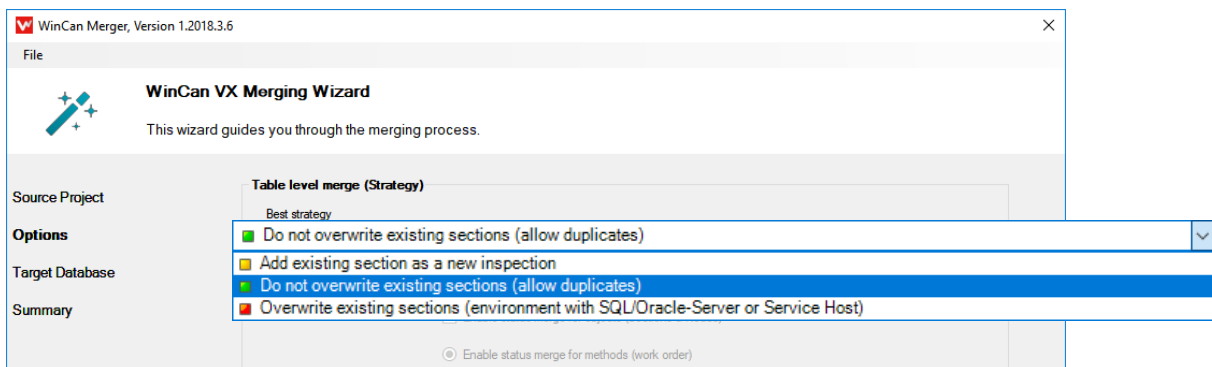 WinCan Merger, Version 1.2018.3.6
File
WinCan VX Merging Wizard
This wizard guides you through the merging process.
Source Project
Options
Target Database
Summary
Table level merge (Strategy)
Best strategy
Do not overwrite existing sections (allow duplicates)
Add existing section as a new inspection
Do not overwrite existing sections (allow duplicates)
Overwrite existing sections (environment with SQL/Oracle-Server or Service Host)
Enable status merge for methods (work order)